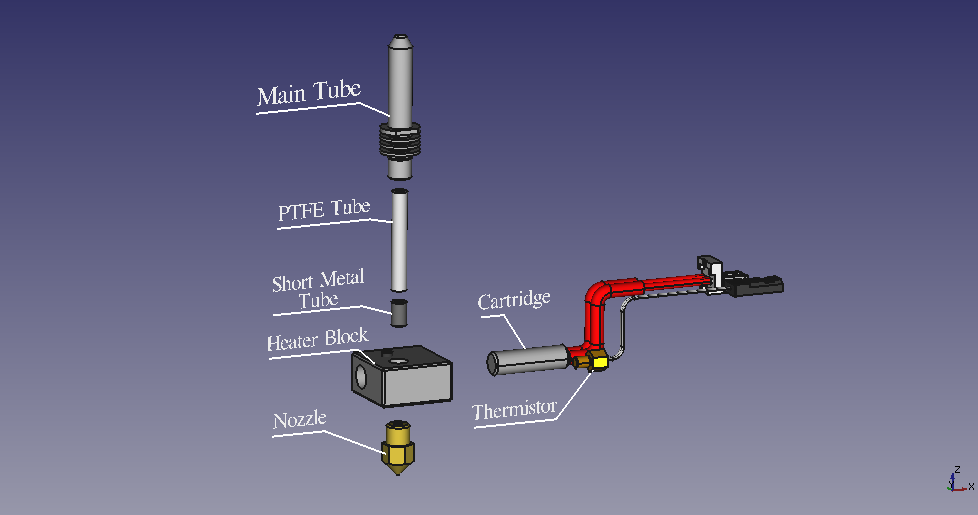 Main Tube
PTFE Tube
Short Metal
Tube
Cartridge
Heater Block
Thermistor
Nozzle
Z
Y
X